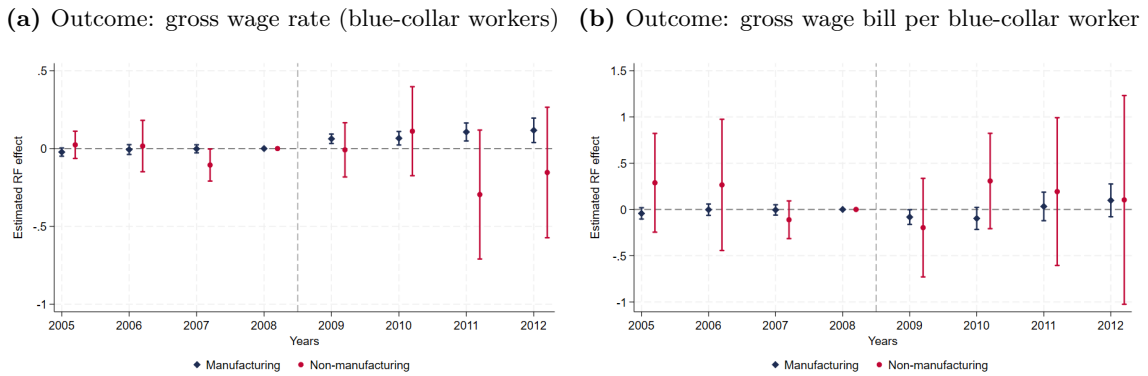 (a) Outcome: gross wage rate (blue-collar workers)
(b) Outcome: gross wage bill per blue-collar worker
.5
0
-.5
-1
Estimated RF effect
2005 2006 2007 2008 2009 2010 2011 2012
Years
Manufacturing Non-manufacturing
1.5
1
.5
0
-.5
-1
Estimated RF effect
2005 2006 2007 2008 2009 2010 2011 2012
Years
Manufacturing Non-manufacturing